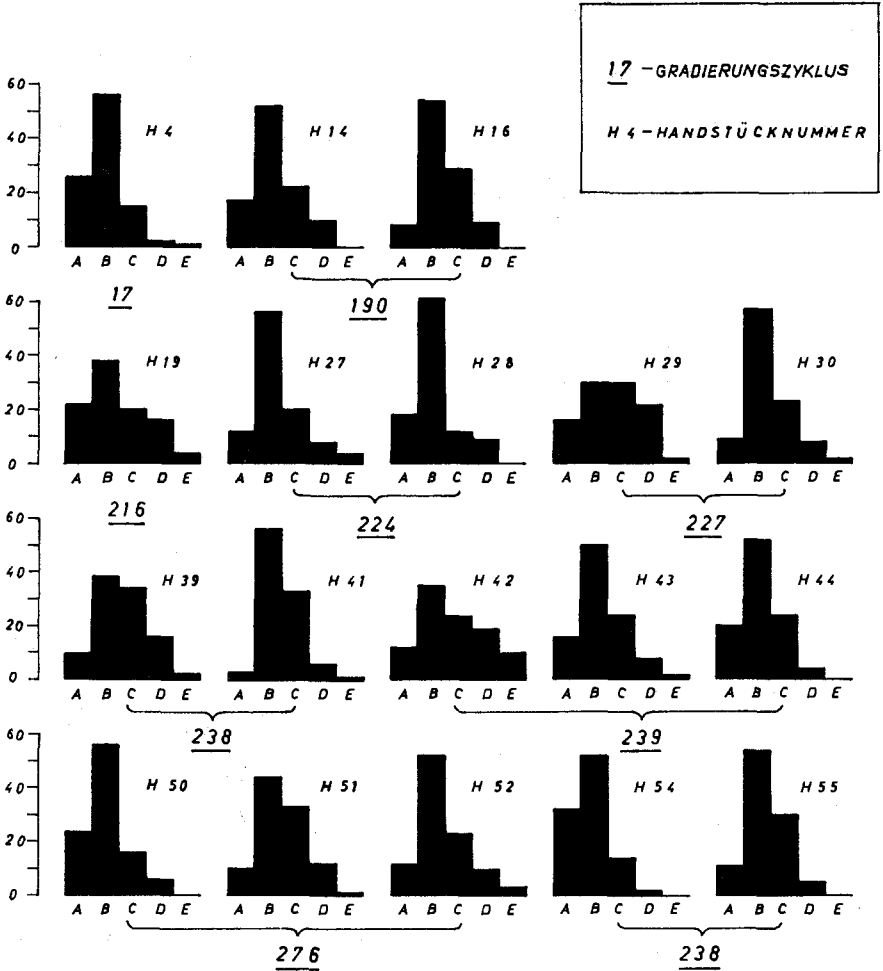 17 - GRADIERUNGSZYKLUS
H 4 - HANDSTÜCKNUMMER
60
40
20
0
H 4
H 14
H 16
A B C D E
A B C D E
A B C D E
17
190
60
40
20
0
H 19
H 27
H 28
H 29
H 30
A B C D E
A B C D E
A B C D E
A B C D E
A B C D E
216
224
227
60
40
20
0
H 39
H 41
H 42
H 43
H 44
A B C D E
A B C D E
A B C D E
A B C D E
A B C D E
238
239
60
40
20
0
H 50
H 51
H 52
H 54
H 55
A B C D E
A B C D E
A B C D E
A B C D E
A B C D E
276
238